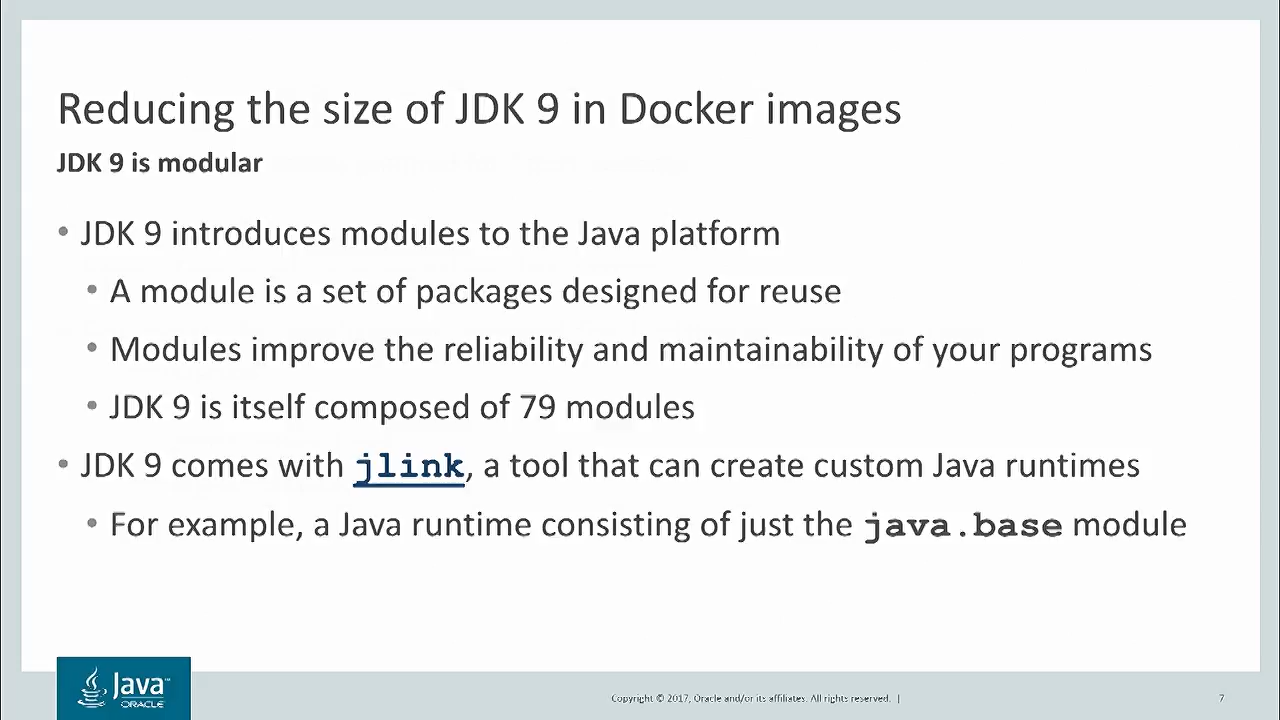 Reducing the size of JDK 9 in Docker images
JDK 9 is modular
• JDK 9 introduces modules to the Java platform
• A module is a set of packages designed for reuse
• Modules improve the reliability and maintainability of your programs
• JDK 9 is itself composed of 79 modules
• JDK 9 comes with jlink, a tool that can create custom Java runtimes
• For example, a Java runtime consisting of just the java.base module
Java™
ORACLE
Copyright © 2017, Oracle and/or its affiliates. All rights reserved. |
7